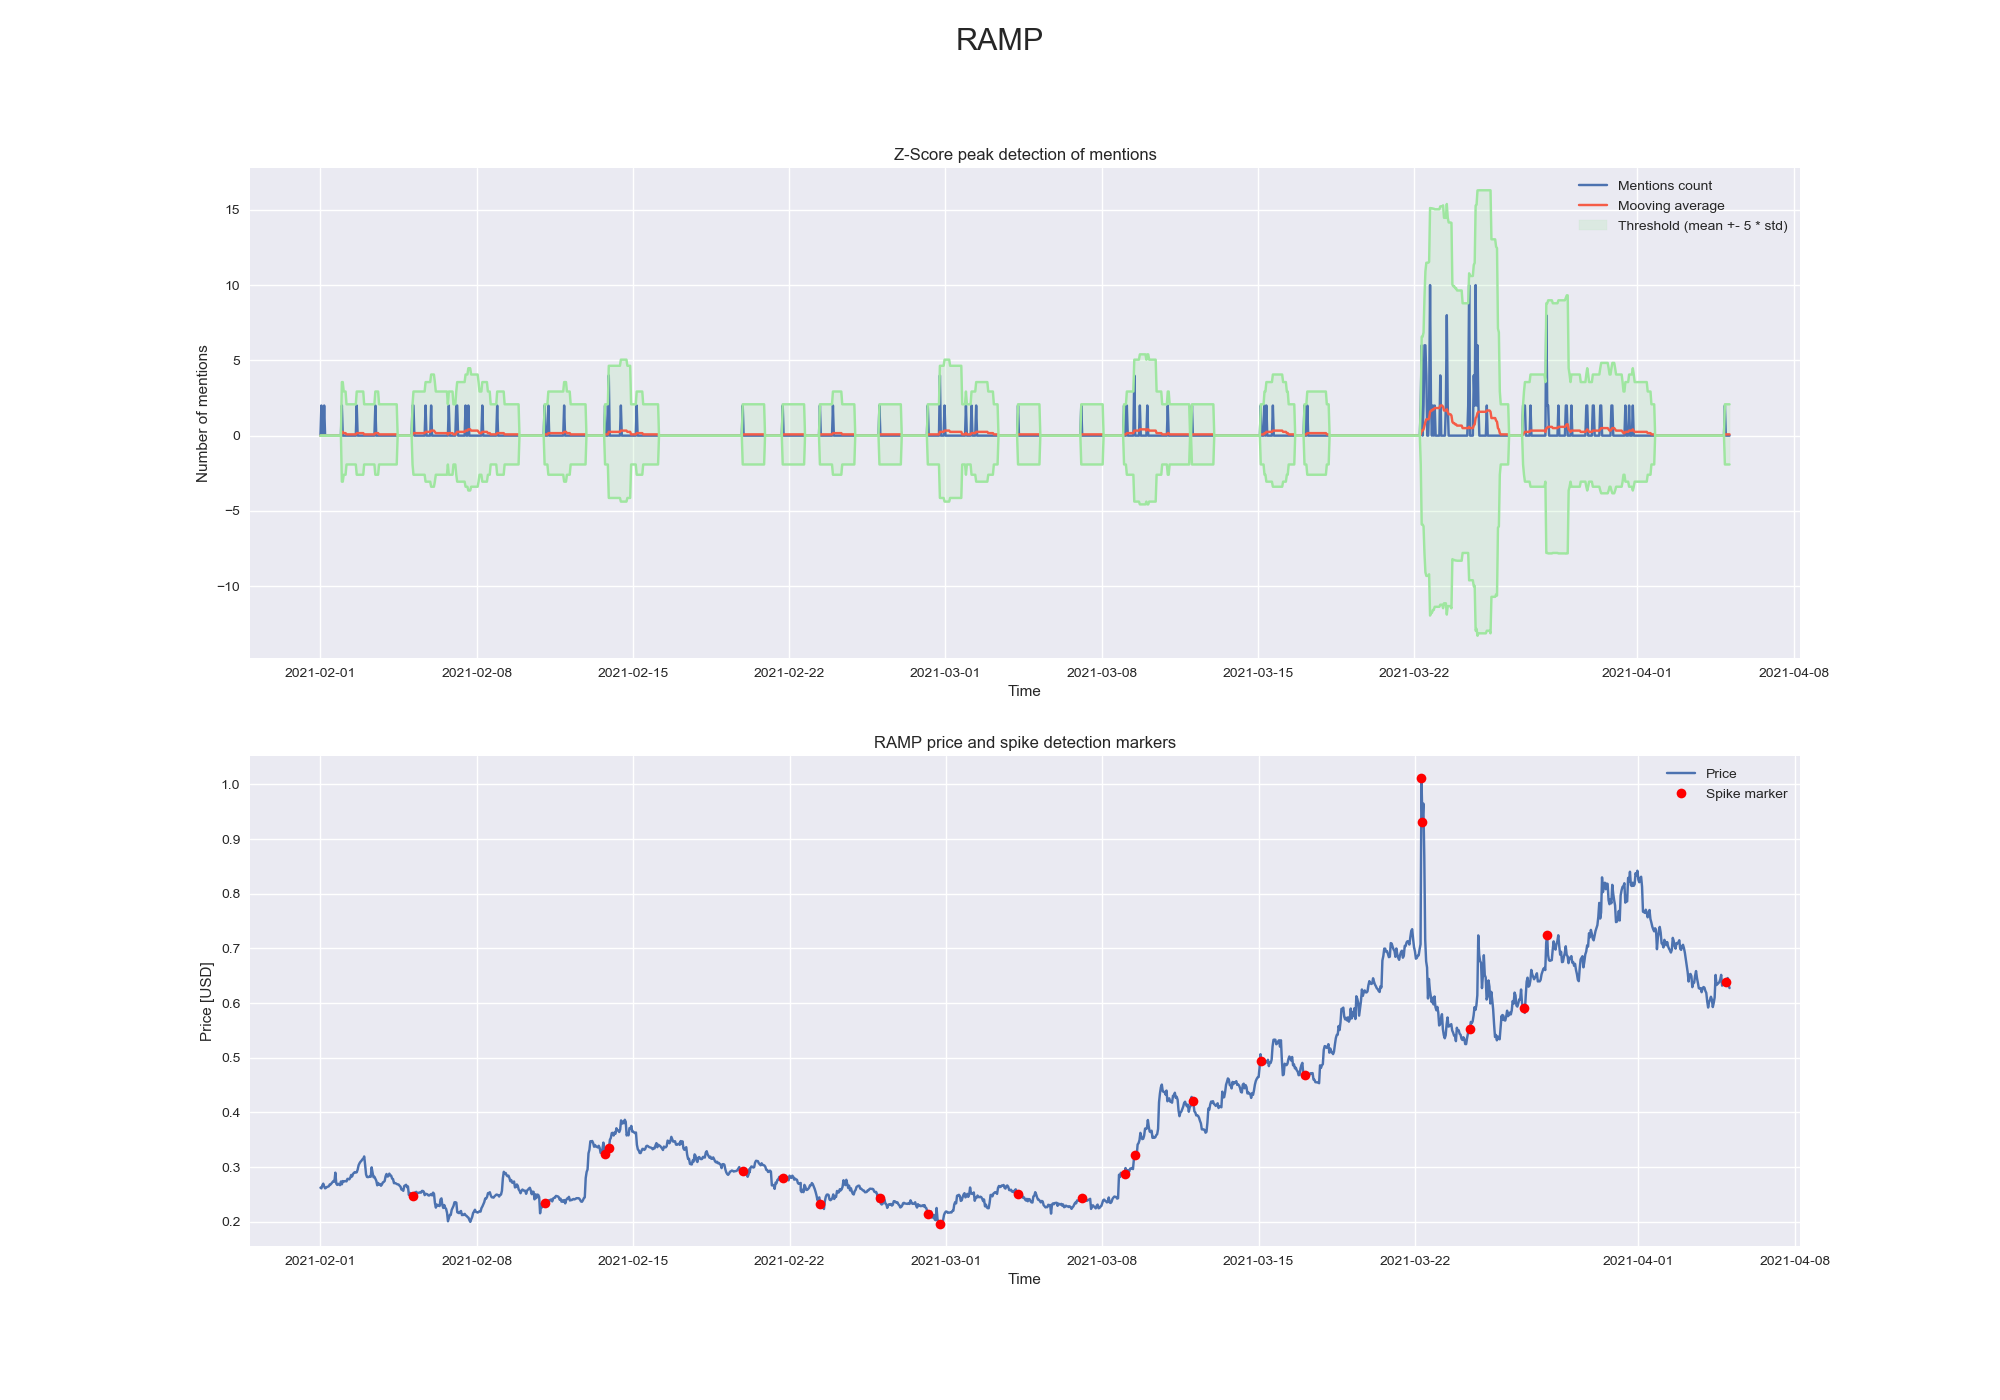 RAMP
Z-Score peak detection of mentions
Mentions count
Mooving average
Threshold (mean +- 5 * std)
Number of mentions
15
10
5
0
−5
−10
2021-02-01 2021-02-08 2021-02-15 2021-02-22 2021-03-01 2021-03-08 2021-03-15 2021-03-22 2021-04-01 2021-04-08
Time
RAMP price and spike detection markers
Price
Spike marker
Price [USD]
1.0
0.9
0.8
0.7
0.6
0.5
0.4
0.3
0.2
2021-02-01 2021-02-08 2021-02-15 2021-02-22 2021-03-01 2021-03-08 2021-03-15 2021-03-22 2021-04-01 2021-04-08
Time